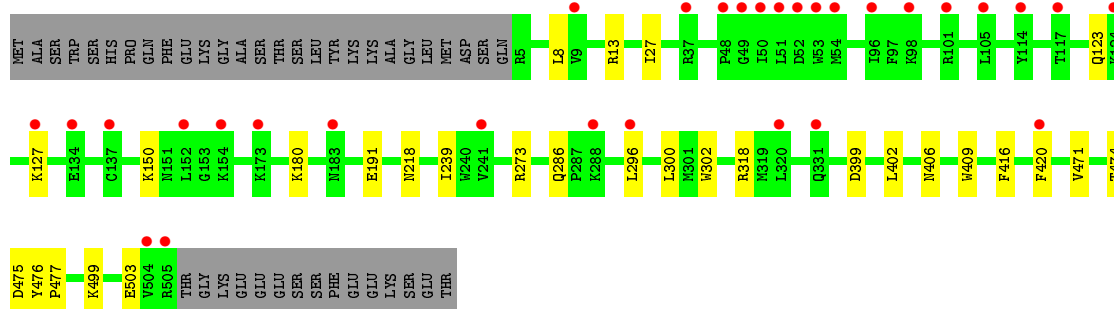 MET ALA SER TRP SER SER HIS PRO GLN PHE GLU LYS GLY ALA SER THR SER LEU TYR LYS LYS ALA GLY LEU MET ASP SER GLN R5 L8 V9 R13 I27 R37 P48 G49 I50 L51 D52 W53 M54 I96 F97 K98 R101 L105 Y114 T117 Q123 K124
K127 E134 C137 K150 N151 L152 G153 K154 K173 K180 N183 E191 N218 I239 W240 V241 R273 Q286 P287 K288 L296 L300 M301 W302 R318 M319 L320 Q331 D399 L402 N406 W409 F416 F420 V471 T474
D475 Y476 P477 K499 E503 V504 R505 THR GLY LYS GLU GLU GLU SER SER PHE GLU GLU LYS SER GLU THR